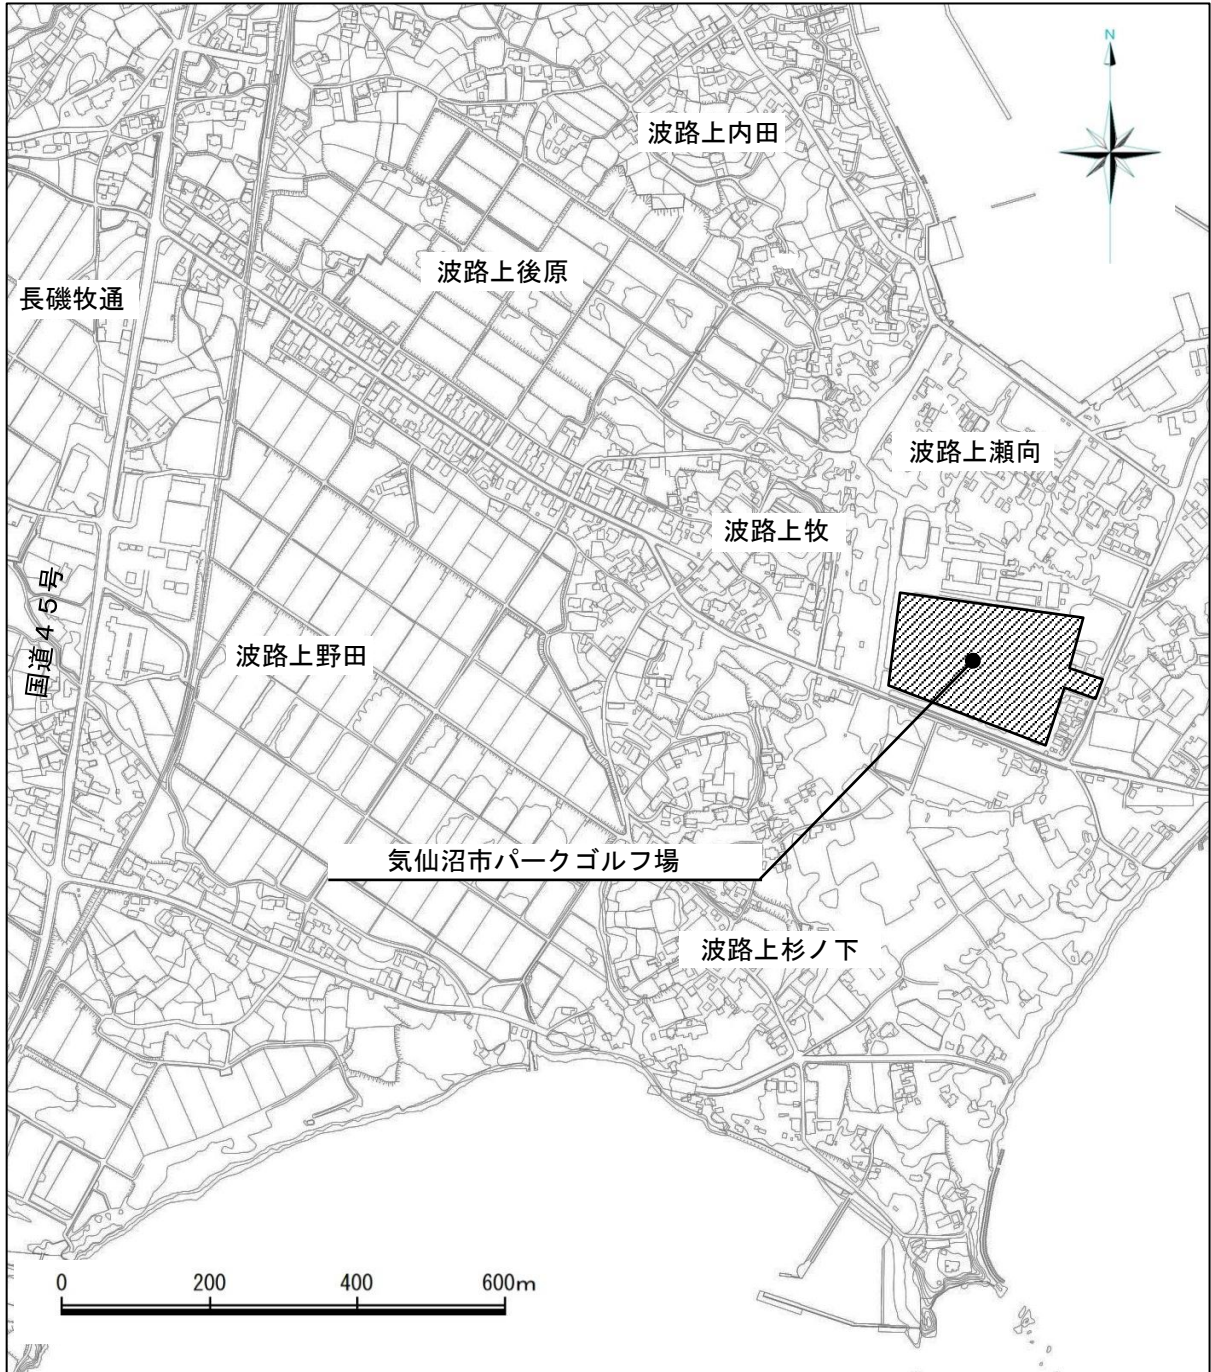 N
波路上内田
波路上後原
長磯牧通
波路上瀬向
波路上牧
国道45号
波路上野田
気仙沼市パークゴルフ場
波路上杉ノ下
0 200 400 600m